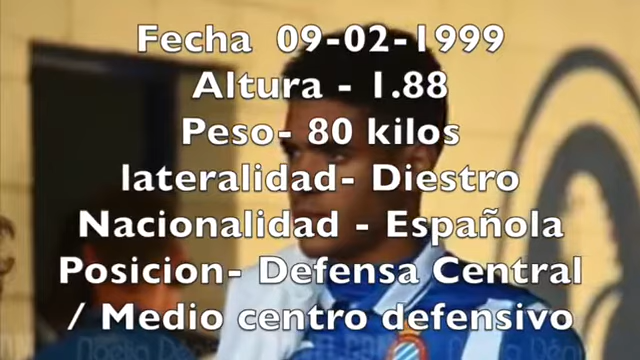 Fecha 09-02-1999
Altura - 1.88
Peso- 80 kilos
lateralidad- Diestro
Nacionalidad - Española
Posicion- Defensa Central
/ Medio centro defensivo